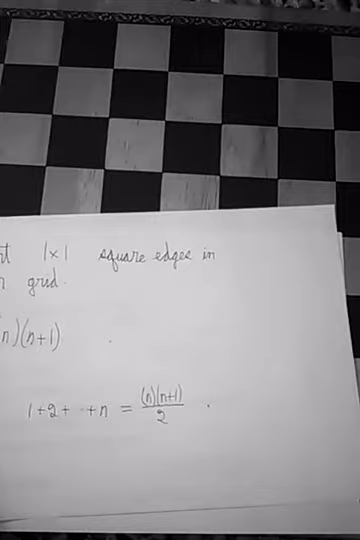 1×1 square edges in
grid.
n)(n+1)
1+2+ ··· +n = (n)(n+1)/2 .